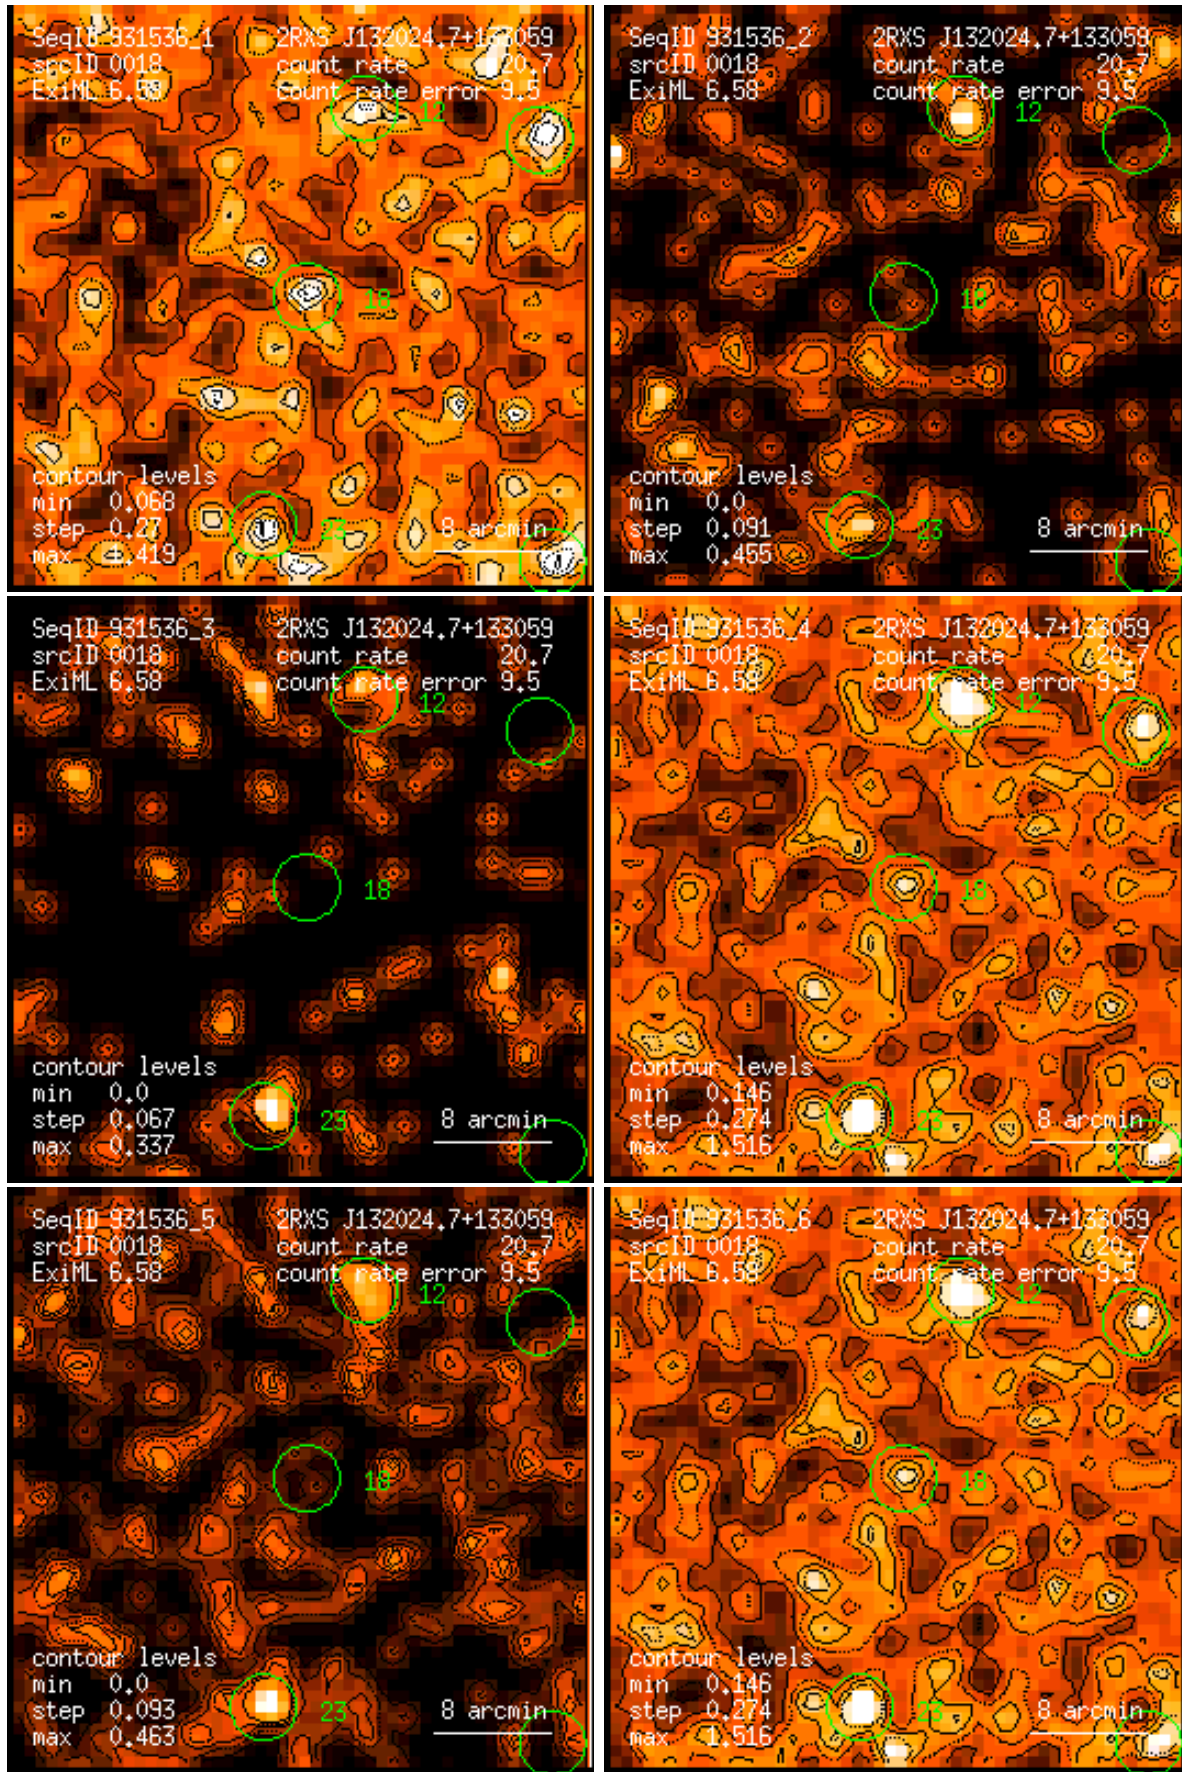 SeqID 931536_1 2RXS J132024.7+133059
srcID 0018 count rate 20.7
ExiML 6.58 count rate error 9.5
12
18
contour levels
min 0.068
step 0.27 23 8 arcmin
max 1.419
SeqID 931536_2 2RXS J132024.7+133059
srcID 0018 count rate 20.7
ExiML 6.58 count rate error 9.5
12
18
contour levels
min 0.0
step 0.091 23 8 arcmin
max 0.455
SeqID 931536_3 2RXS J132024.7+133059
srcID 0018 count rate 20.7
ExiML 6.58 count rate error 9.5
12
18
contour levels
min 0.0
step 0.067 23 8 arcmin
max 0.337
SeqID 931536_4 2RXS J132024.7+133059
srcID 0018 count rate 20.7
ExiML 6.58 count rate error 9.5
12
18
contour levels
min 0.146
step 0.274 23 8 arcmin
max 1.516
SeqID 931536_5 2RXS J132024.7+133059
srcID 0018 count rate 20.7
ExiML 6.58 count rate error 9.5
12
18
contour levels
min 0.0
step 0.093 23 8 arcmin
max 0.463
SeqID 931536_6 2RXS J132024.7+133059
srcID 0018 count rate 20.7
ExiML 6.58 count rate error 9.5
12
18
contour levels
min 0.146
step 0.274 23 8 arcmin
max 1.516